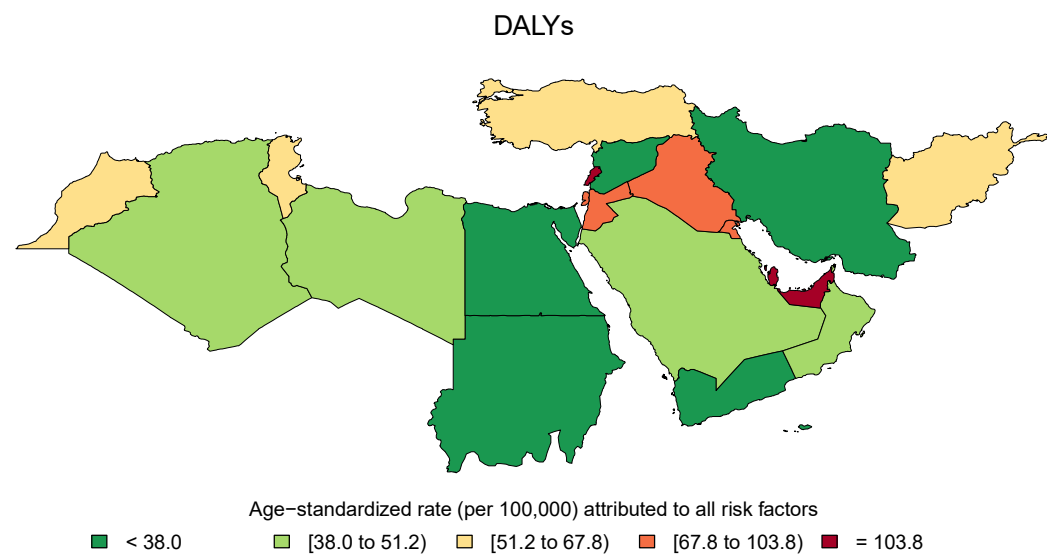 DALYs
Age−standardized rate (per 100,000) attributed to all risk factors
< 38.0 [38.0 to 51.2) [51.2 to 67.8) [67.8 to 103.8) = 103.8